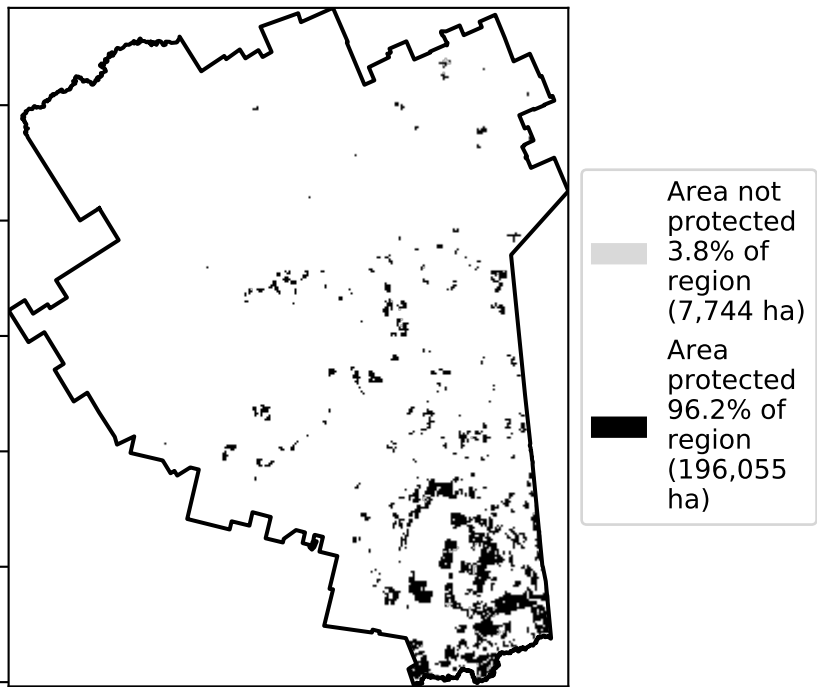 Area not
protected
3.8% of
region
(7,744 ha)
Area
protected
96.2% of
region
(196,055
ha)